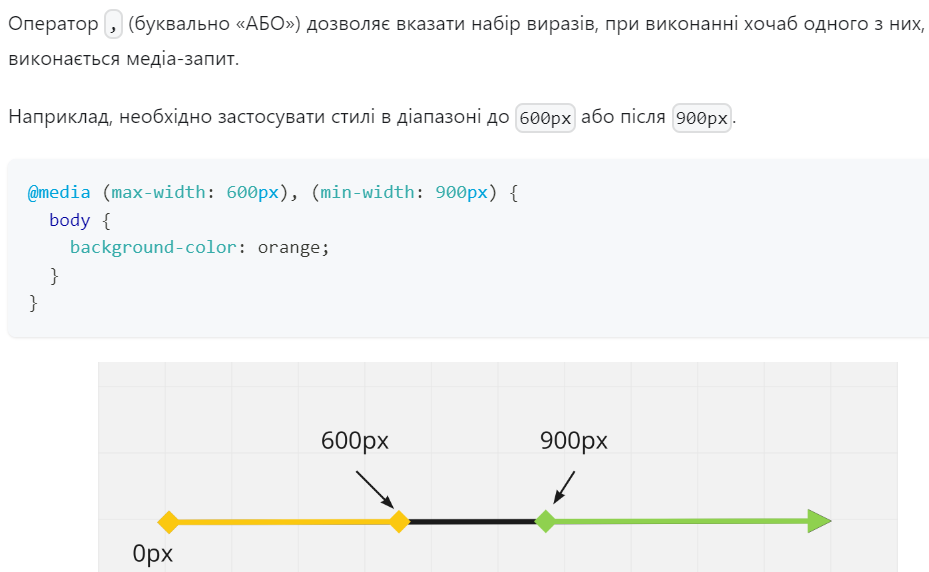 Оператор , (буквально «АБО») дозволяє вказати набір виразів, при виконанні хочаб одного з них,
виконається медіа-запит.
Наприклад, необхідно застосувати стилі в діапазоні до 600px або після 900px.
@media (max-width: 600px), (min-width: 900px) {
  body {
    background-color: orange;
  }
}
600px 900px
0px